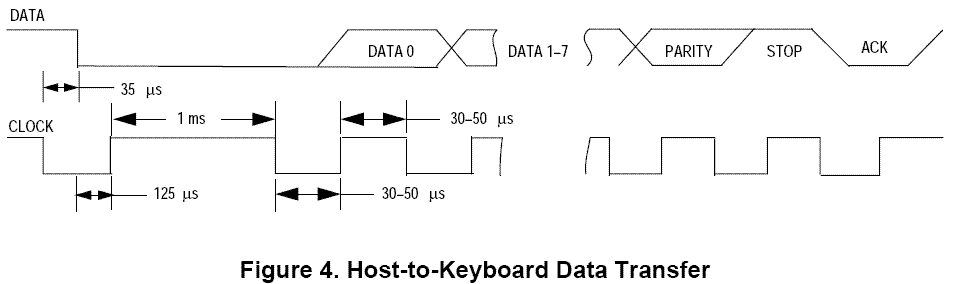 DATA
DATA 0
DATA 1–7
PARITY
STOP
ACK
35 µs
CLOCK
1 ms
30–50 µs
125 µs
30–50 µs
Figure 4. Host-to-Keyboard Data Transfer